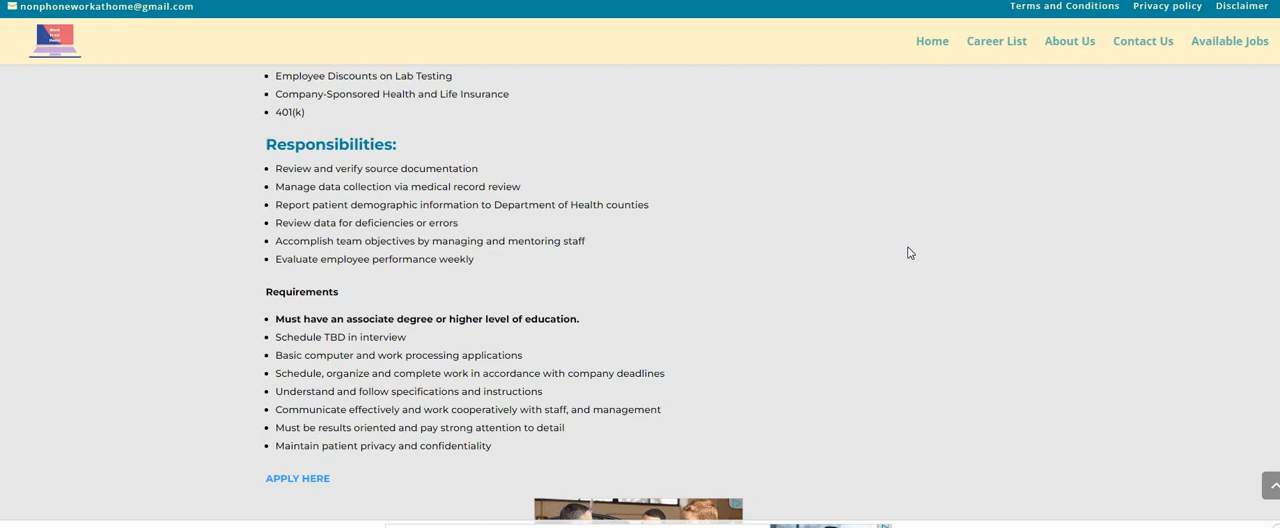 nonphoneworkathome@gmail.com
Terms and Conditions Privacy policy Disclaimer
Work
From
Home
Home Career List About Us Contact Us Available Jobs
Employee Discounts on Lab Testing
Company-Sponsored Health and Life Insurance
401(k)
Responsibilities:
Review and verify source documentation
Manage data collection via medical record review
Report patient demographic information to Department of Health counties
Review data for deficiencies or errors
Accomplish team objectives by managing and mentoring staff
Evaluate employee performance weekly
Requirements
Must have an associate degree or higher level of education.
Schedule TBD in interview
Basic computer and work processing applications
Schedule, organize and complete work in accordance with company deadlines
Understand and follow specifications and instructions
Communicate effectively and work cooperatively with staff, and management
Must be results oriented and pay strong attention to detail
Maintain patient privacy and confidentiality
APPLY HERE